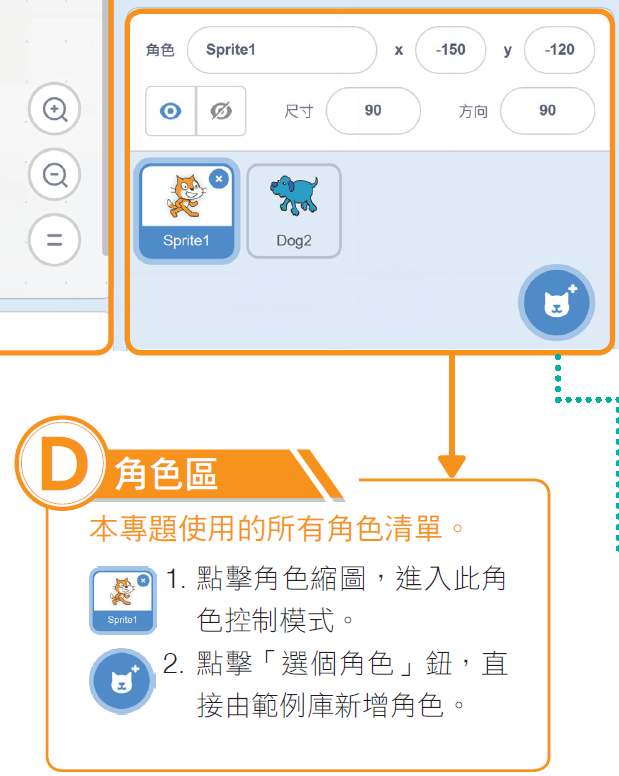 角色 Sprite1 x -150 y -120
尺寸 90 方向 90
Sprite1 Dog2
D 角色區
本專題使用的所有角色清單。
1. 點擊角色縮圖，進入此角
Sprite1 色控制模式。
2. 點擊「選個角色」鈕，直
接由範例庫新增角色。